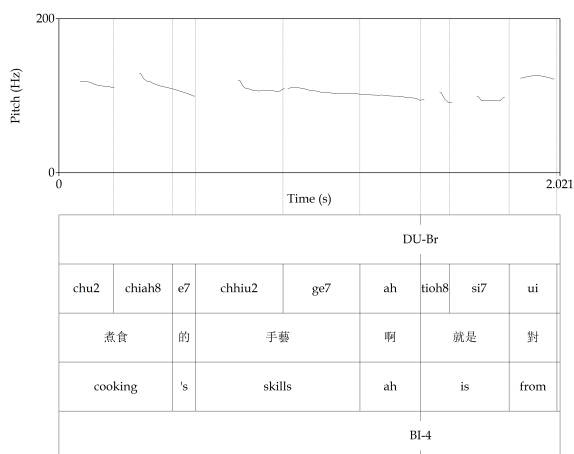 200
Pitch (Hz)
0
0 2.021
Time (s)
DU-Br
chu2 chiah8 e7 chhiu2 ge7 ah tioh8 si7 ui
煮食 的 手藝 啊 就是 對
cooking 's skills ah is from
BI-4